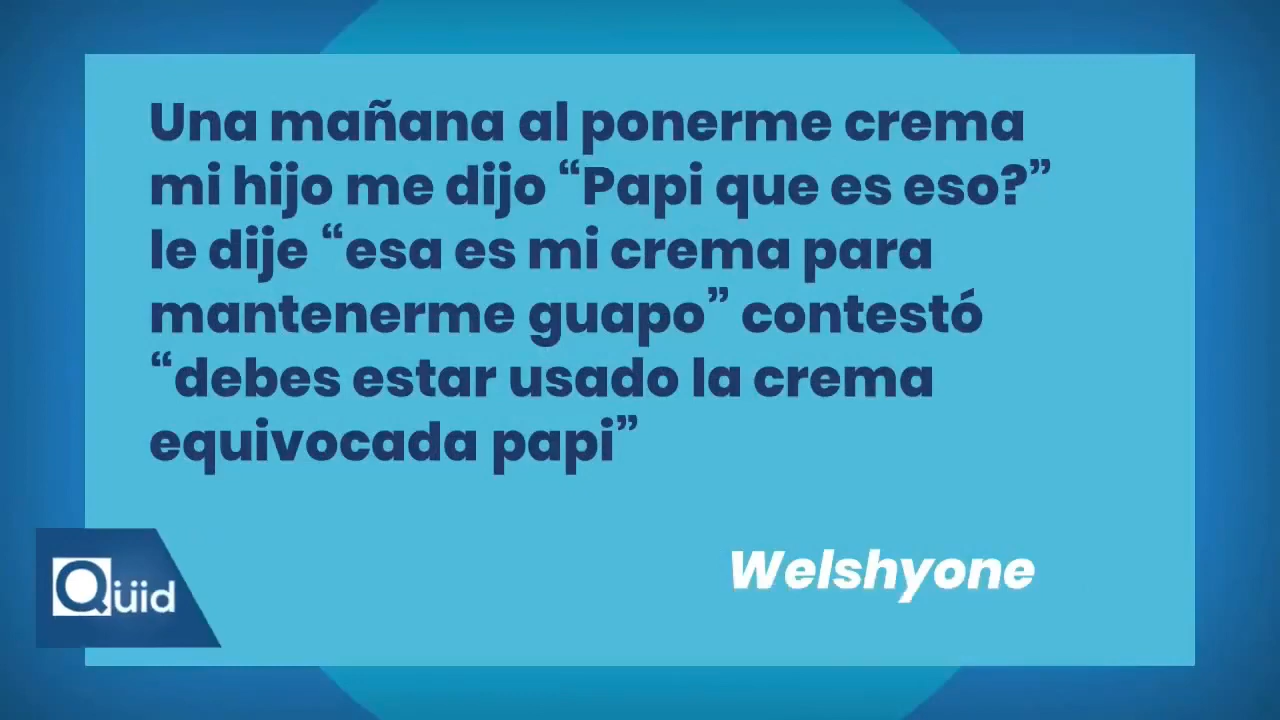 Una mañana al ponerme crema
mi hijo me dijo “Papi que es eso?”
le dije “esa es mi crema para
mantenerme guapo” contestó
“debes estar usado la crema
equivocada papi”
Welshyone
Qüid